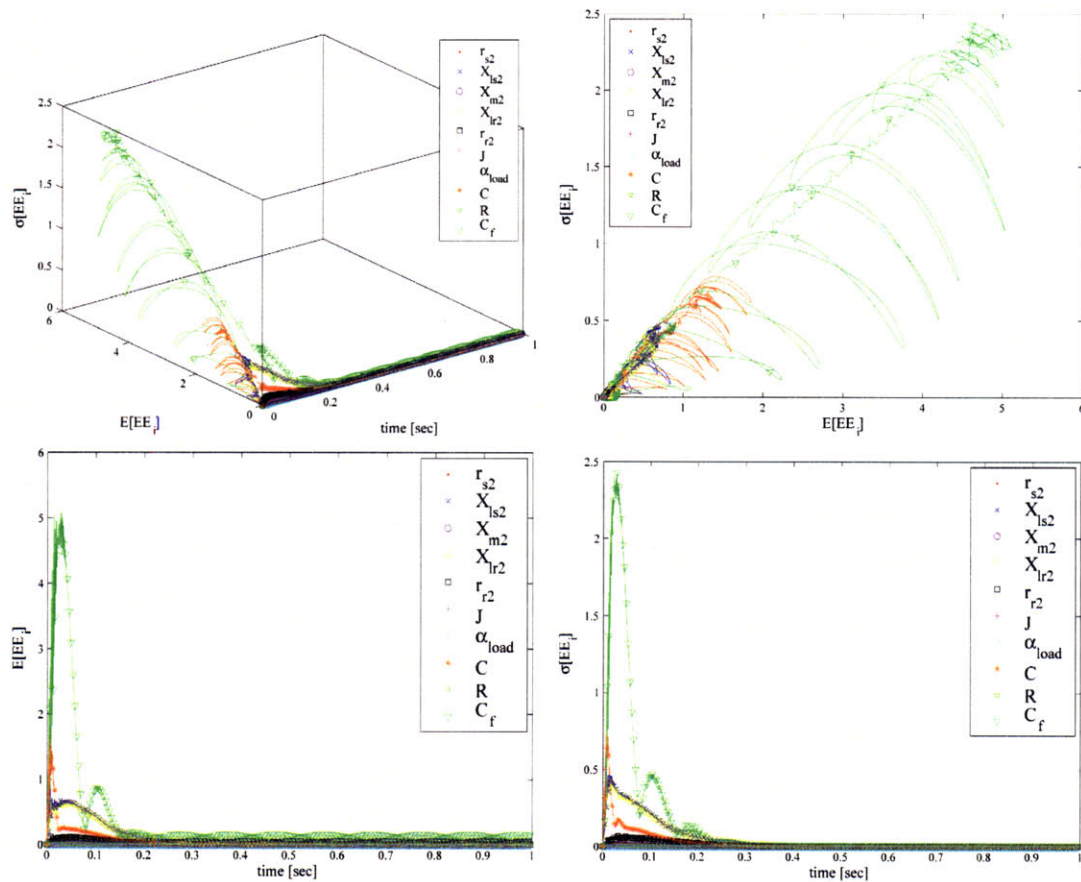 r_s2
X_ls2
X_m2
X_lr2
r_r2
J
α_load
C
R
C_f
2.5
2
1.5
1
0.5
0
σ[EE_i]
6
4
2
0
E[EE_i]
0
0.2
0.4
0.6
0.8
1
time [sec]
r_s2
X_ls2
X_m2
X_lr2
r_r2
J
α_load
C
R
C_f
2.5
2
1.5
1
0.5
0
σ[EE_i]
0 1 2 3 4 5 6
E[EE_i]
r_s2
X_ls2
X_m2
X_lr2
r_r2
J
α_load
C
R
C_f
6
5
4
3
2
1
0
E[EE_i]
0 0.1 0.2 0.3 0.4 0.5 0.6 0.7 0.8 0.9 1
time [sec]
r_s2
X_ls2
X_m2
X_lr2
r_r2
J
α_load
C
R
C_f
2.5
2
1.5
1
0.5
0
σ[EE_i]
0 0.1 0.2 0.3 0.4 0.5 0.6 0.7 0.8 0.9 1
time [sec]